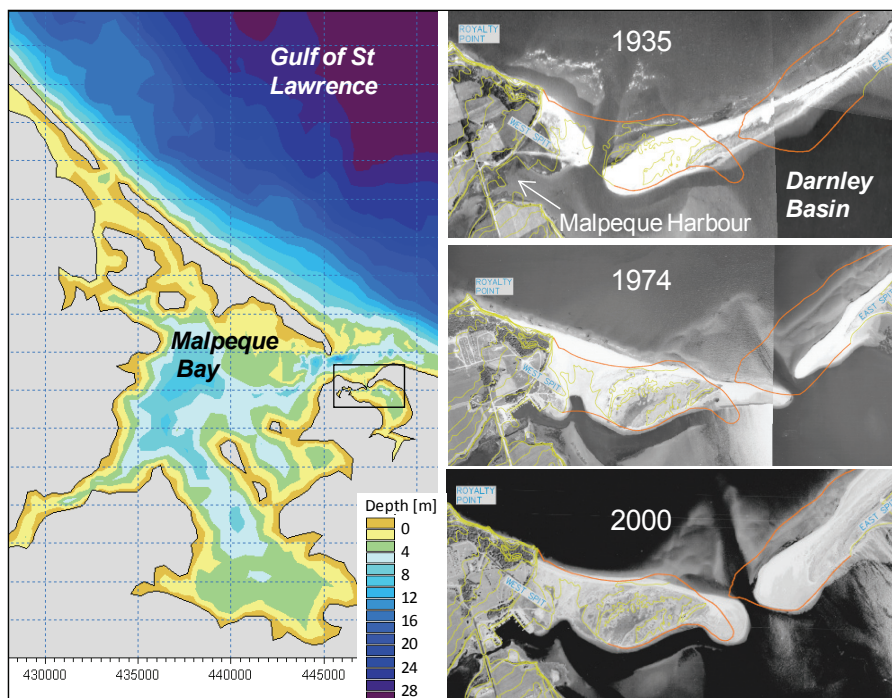 Gulf of St
Lawrence
Malpeque
Bay
Depth [m]
0
4
8
12
16
20
24
28
430000
435000
440000
445000
ROYALTY
POINT
1935
WEST SPIT
EAST
Darnley
Basin
Malpeque Harbour
ROYALTY
POINT
1974
WEST SPIT
EAST SPIT
ROYALTY
POINT
2000
WEST SPIT
EAST SPIT